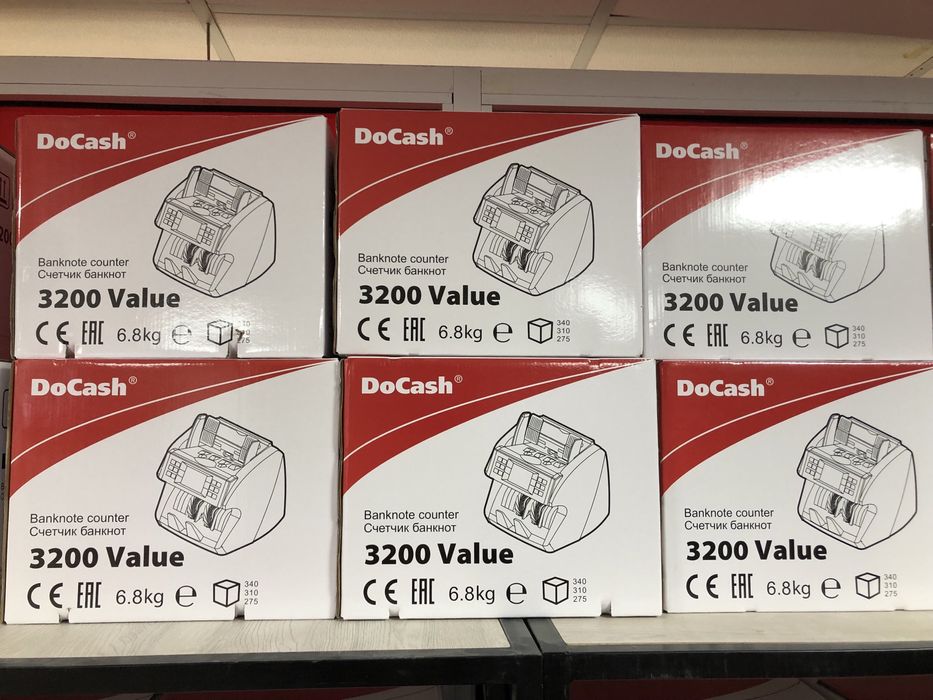 DoCash®
Banknote counter
Счетчик банкнот
3200 Value
CE EAC 6.8kg ℮
275
DoCash®
Banknote counter
Счетчик банкнот
3200 Value
CE EAC 6.8kg ℮ 340
310
275
DoCash®
Banknote counter
Счетчик банкнот
3200 Value
CE EAC 6.8kg ℮ 340
310
275
DoCash®
Banknote counter
Счетчик банкнот
3200 Value
CE EAC 6.8kg ℮ 340
310
275
DoCash®
Banknote counter
Счетчик банкнот
3200 Value
CE EAC 6.8kg ℮ 340
310
275
DoCash®
Banknote counter
Счетчик банкнот
3200 Value
CE EAC 6.8kg ℮ 340
310
275